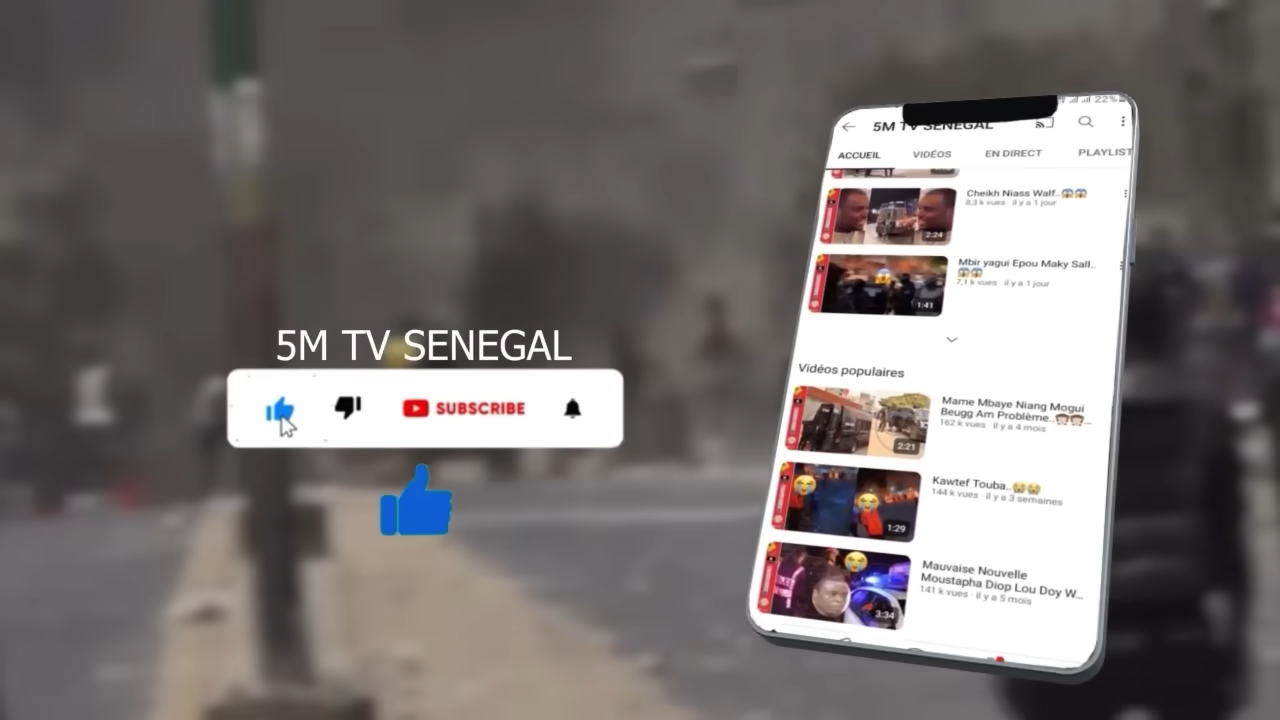 5M TV SENEGAL
SUBSCRIBE
22%
5M TV SENEGAL
ACCUEIL
VIDÉOS
EN DIRECT
PLAYLIST
Cheikh Niass Walf..😱😱
8,3 k vues · il y a 1 jour
2:24
Mbir yagui Epou Maky Sall..
😱😱
7,1 k vues · il y a 1 jour
1:41
Vidéos populaires
Mame Mbaye Niang Mogui
Beugg Am Problème..
162 k vues · il y a 4 mois
2:21
Kawtef Touba..😭😭
144 k vues · il y a 3 semaines
1:29
Mauvaise Nouvelle
Moustapha Diop Lou Doy W...
141 k vues · il y a 5 mois
3:34